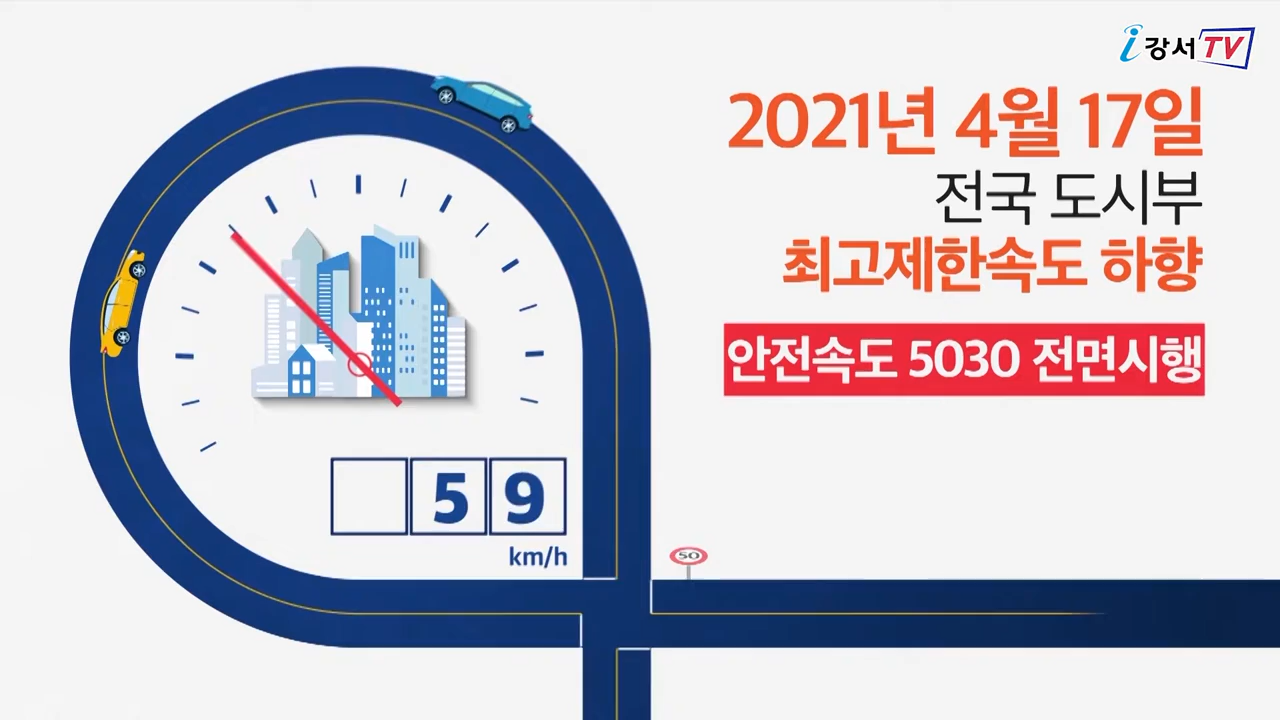 i강서TV
2021년 4월 17일
전국 도시부
최고제한속도 하향
안전속도 5030 전면시행
59
km/h
50